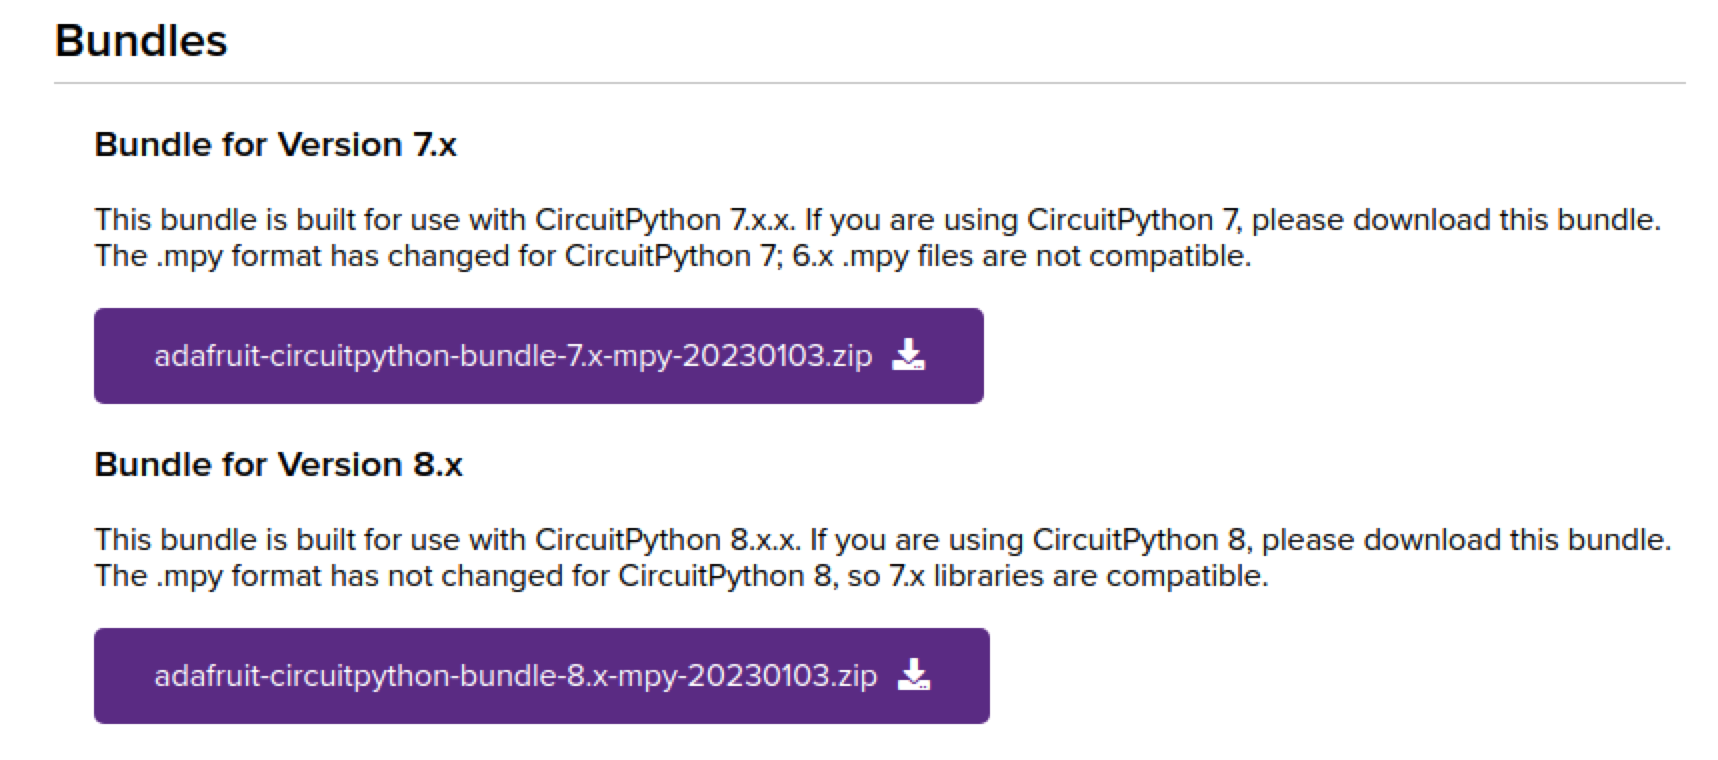 Bundles
Bundle for Version 7.x
This bundle is built for use with CircuitPython 7.x.x. If you are using CircuitPython 7, please download this bundle.
The .mpy format has changed for CircuitPython 7; 6.x .mpy files are not compatible.
adafruit-circuitpython-bundle-7.x-mpy-20230103.zip
Bundle for Version 8.x
This bundle is built for use with CircuitPython 8.x.x. If you are using CircuitPython 8, please download this bundle.
The .mpy format has not changed for CircuitPython 8, so 7.x libraries are compatible.
adafruit-circuitpython-bundle-8.x-mpy-20230103.zip